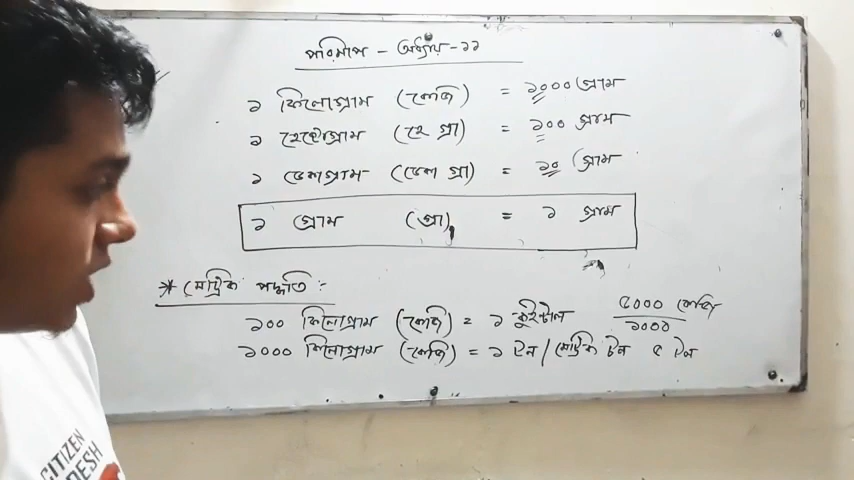 পরিমাপ - অধ্যায় - ১১
১ কিলোগ্রাম (কেজি) = ১০০০ গ্রাম
১ হেক্টোগ্রাম (হে গ্রা) = ১০০ গ্রাম
১ ডেকাগ্রাম (ডেকা গ্রা) = ১০ গ্রাম
১ গ্রাম (গ্রা) = ১ গ্রাম
* মেট্রিক পদ্ধতি :-
১০০ কিলোগ্রাম (কেজি) = ১ কুইন্টাল
১০০০ কিলোগ্রাম (কেজি) = ১ টন / মেট্রিক টন
৫০০০ কেজি
১০০০
৫ টন
CITIZEN
DESH